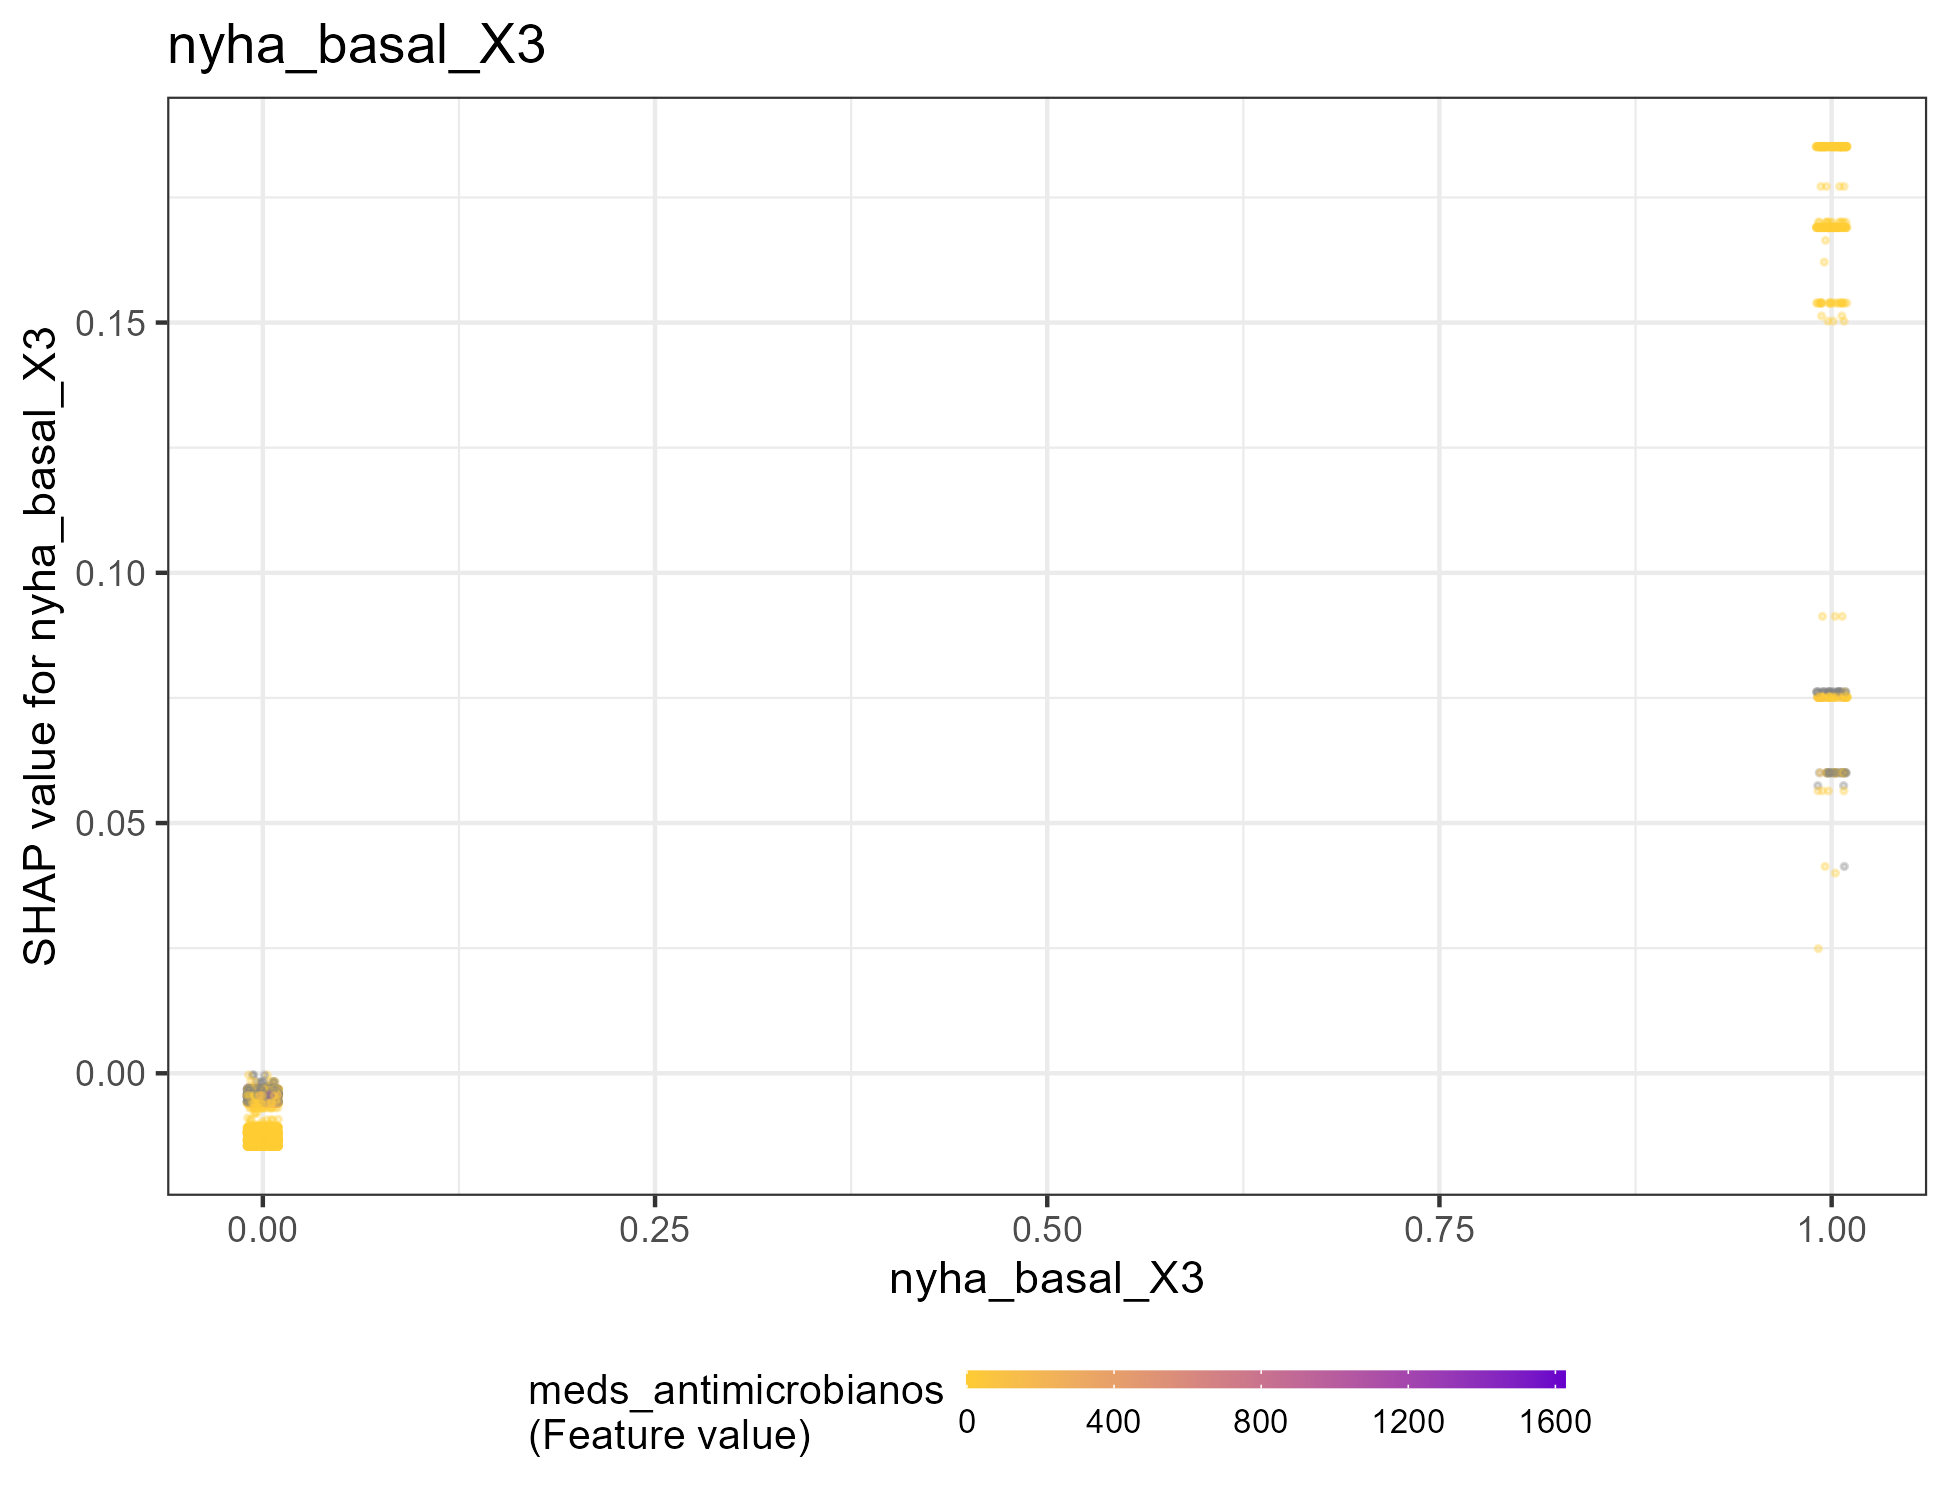 nyha_basal_X3
SHAP value for nyha_basal_X3
0.15
0.10
0.05
0.00
0.00 0.25 0.50 0.75 1.00
nyha_basal_X3
meds_antimicrobianos
(Feature value)
0 400 800 1200 1600